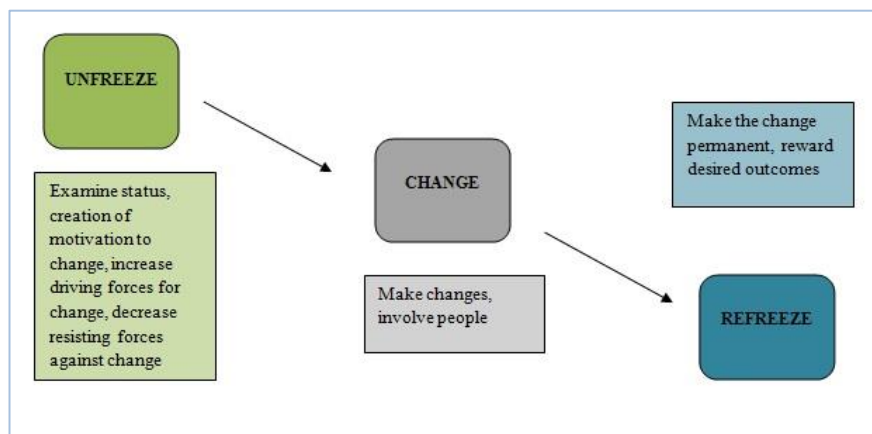 UNFREEZE
Examine status,
creation of
motivation to
change, increase
driving forces for
change, decrease
resisting forces
against change
CHANGE
Make changes,
involve people
Make the change
permanent, reward
desired outcomes
REFREEZE